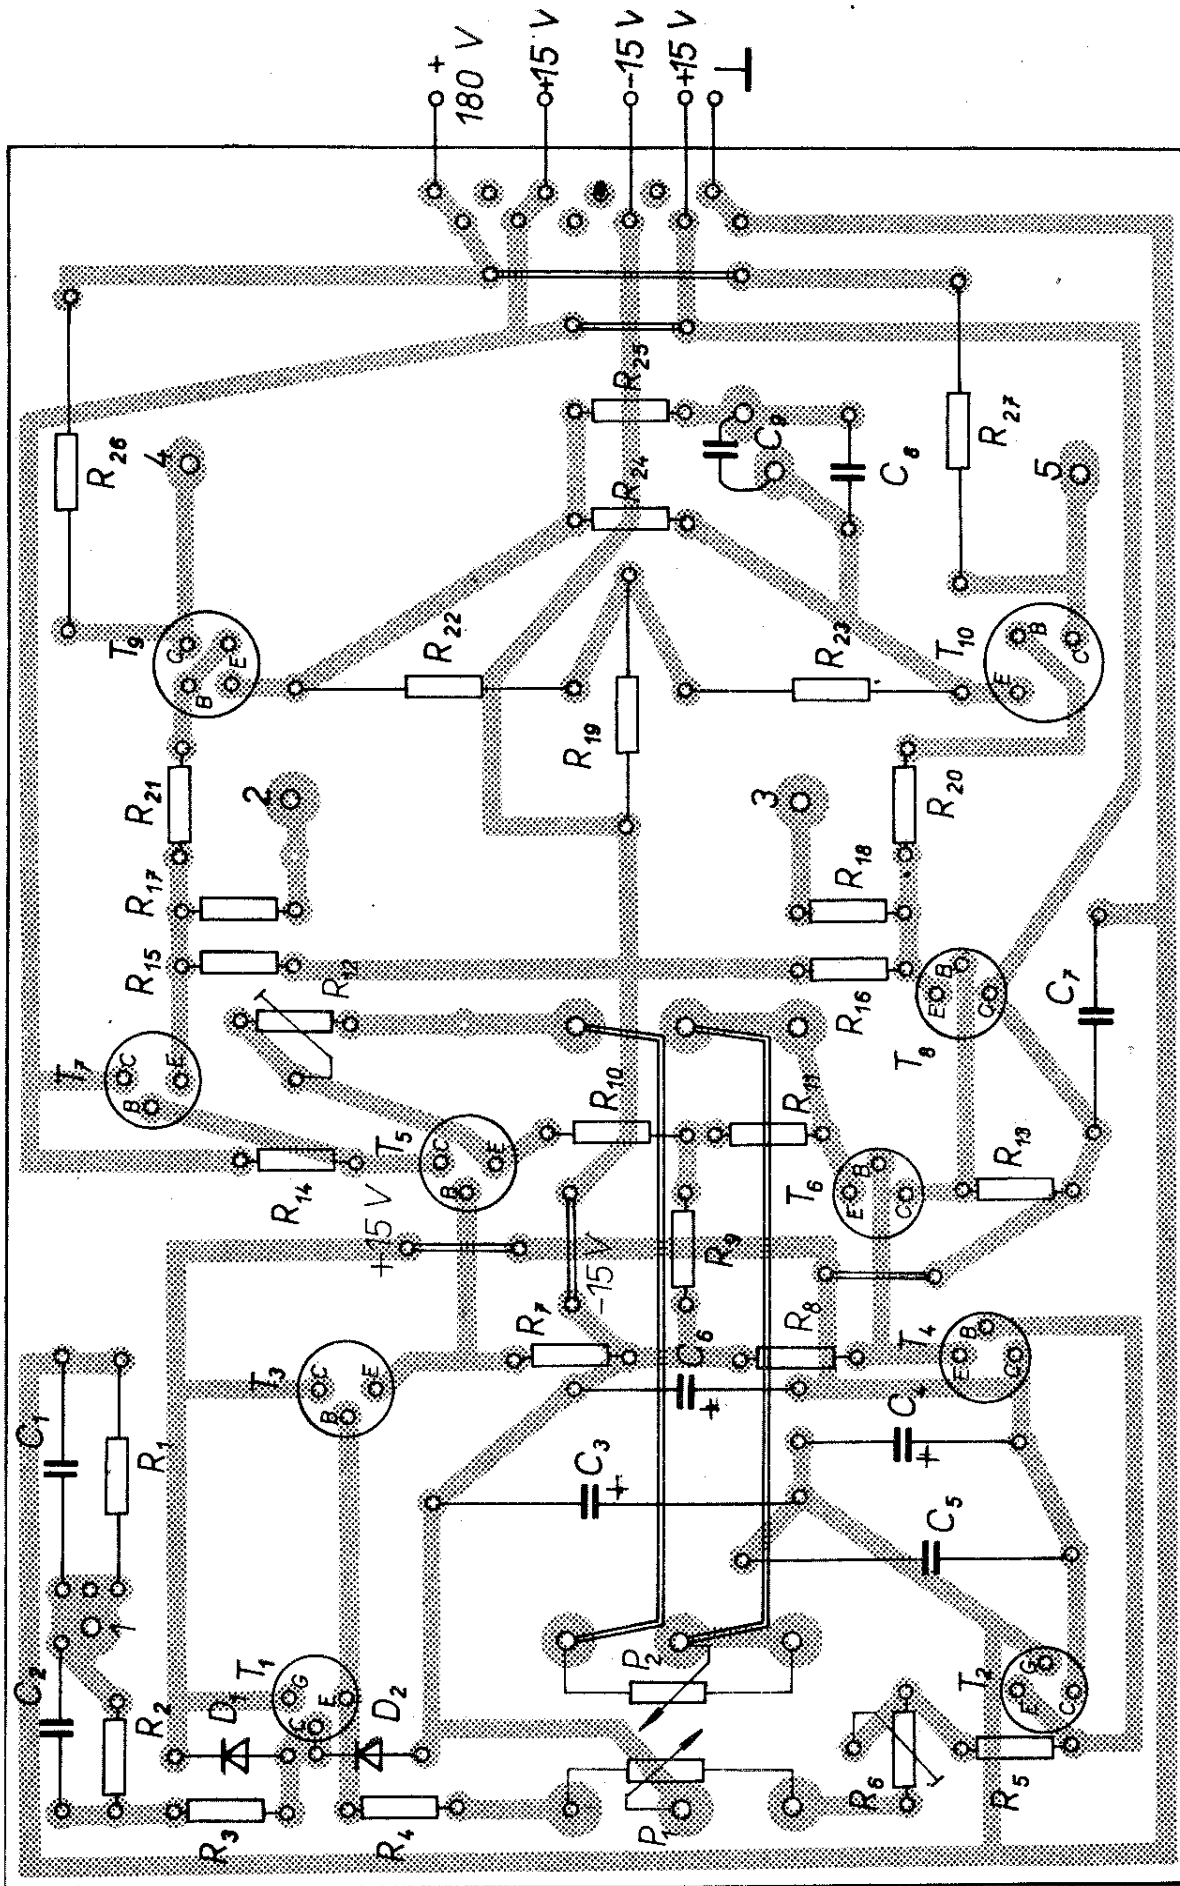 +
180 V
+15 V
-15 V
+15 V
R26
4
R25
R24
C9
C8
R27
5
T9
C
B
E
R22
R23
T10
B
C
E
R19
R21
2
3
R20
R17
R18
R15
R12
R16
C7
T7
C
B
E
T8
E
B
C
R10
R11
T5
C
B
E
R14
T6
E
B
C
R13
+15 V
-15 V
R9
R7
R8
C6
+
T3
C
B
E
T4
E
B
C
C1
R1
C3
+
C4
+
C5
1
C2
R2
D1
T1
G
C
E
D2
P2
T2
E
G
C
R3
R4
P1
R6
R5